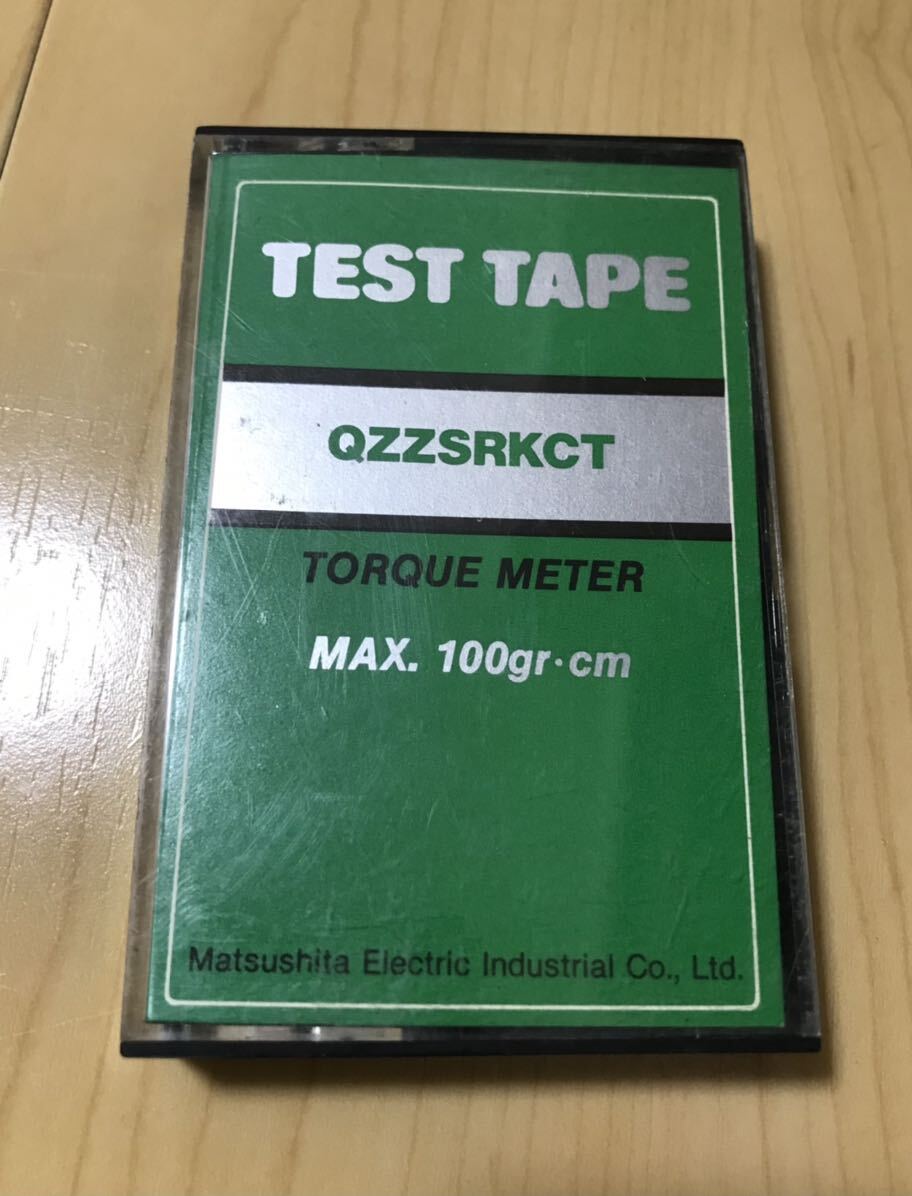 TEST TAPE
QZZSRKCT
TORQUE METER
MAX. 100gr·cm
Matsushita Electric Industrial Co., Ltd.